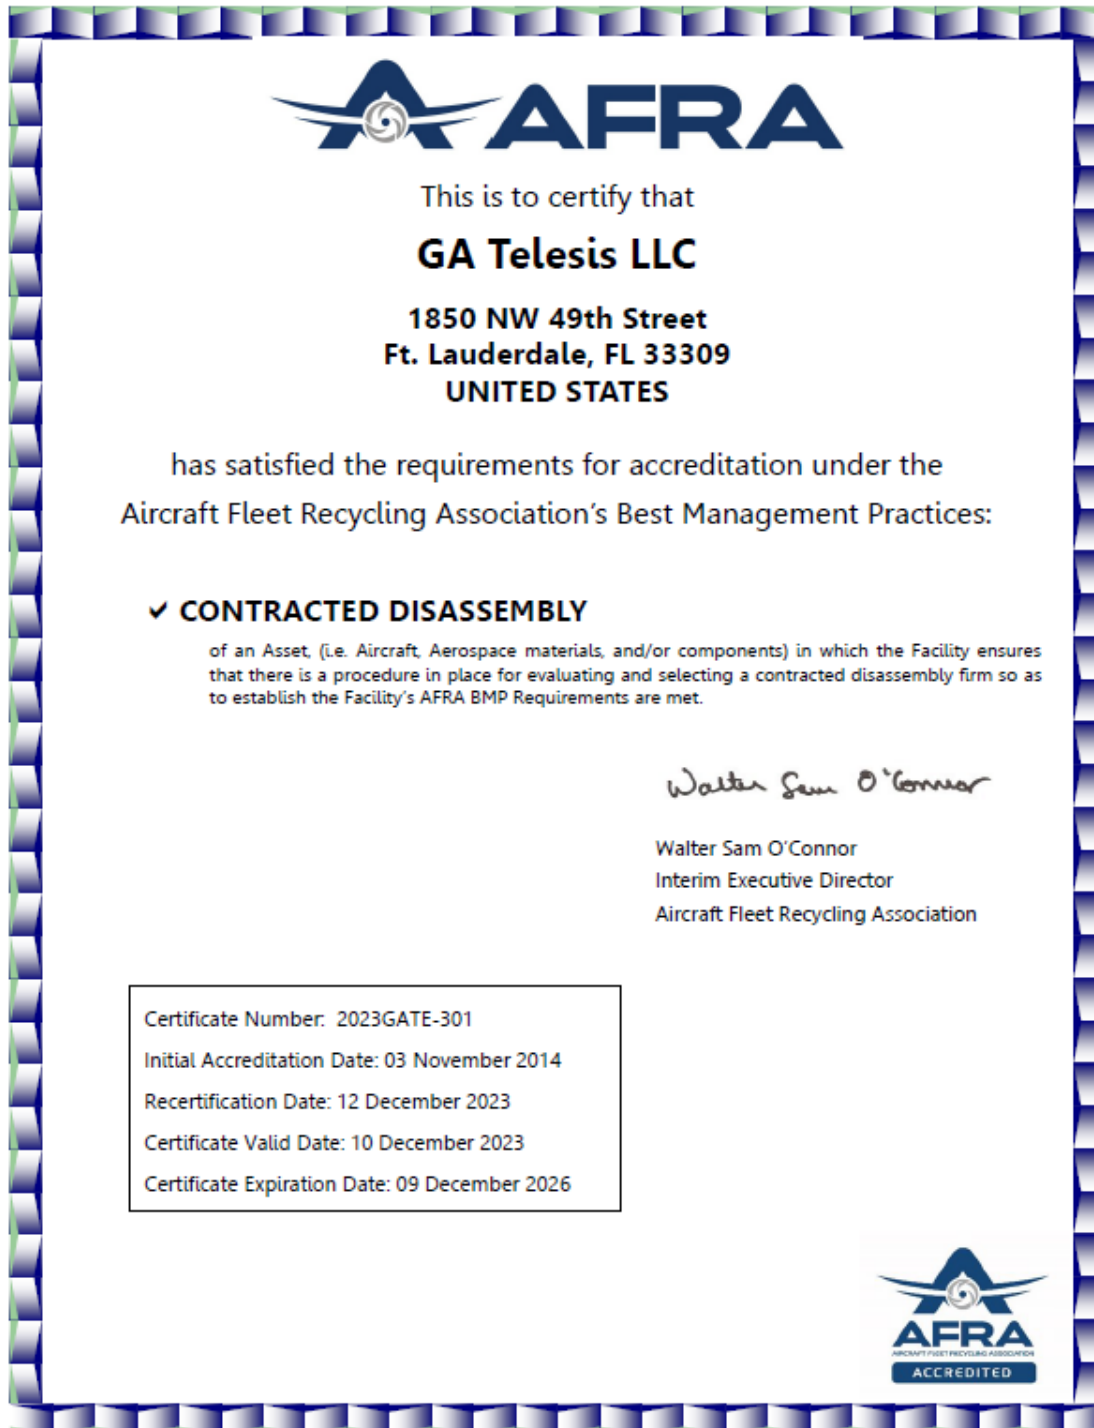 AFRA
This is to certify that
GA Telesis LLC
1850 NW 49th Street
Ft. Lauderdale, FL 33309
UNITED STATES
has satisfied the requirements for accreditation under the
Aircraft Fleet Recycling Association's Best Management Practices:
✓ CONTRACTED DISASSEMBLY
of an Asset, (i.e. Aircraft, Aerospace materials, and/or components) in which the Facility ensures
that there is a procedure in place for evaluating and selecting a contracted disassembly firm so as
to establish the Facility's AFRA BMP Requirements are met.
Walter Sam O'Connor
Walter Sam O'Connor
Interim Executive Director
Aircraft Fleet Recycling Association
Certificate Number: 2023GATE-301
Initial Accreditation Date: 03 November 2014
Recertification Date: 12 December 2023
Certificate Valid Date: 10 December 2023
Certificate Expiration Date: 09 December 2026
AFRA
AIRCRAFT FLEET RECYCLING ASSOCIATION
ACCREDITED